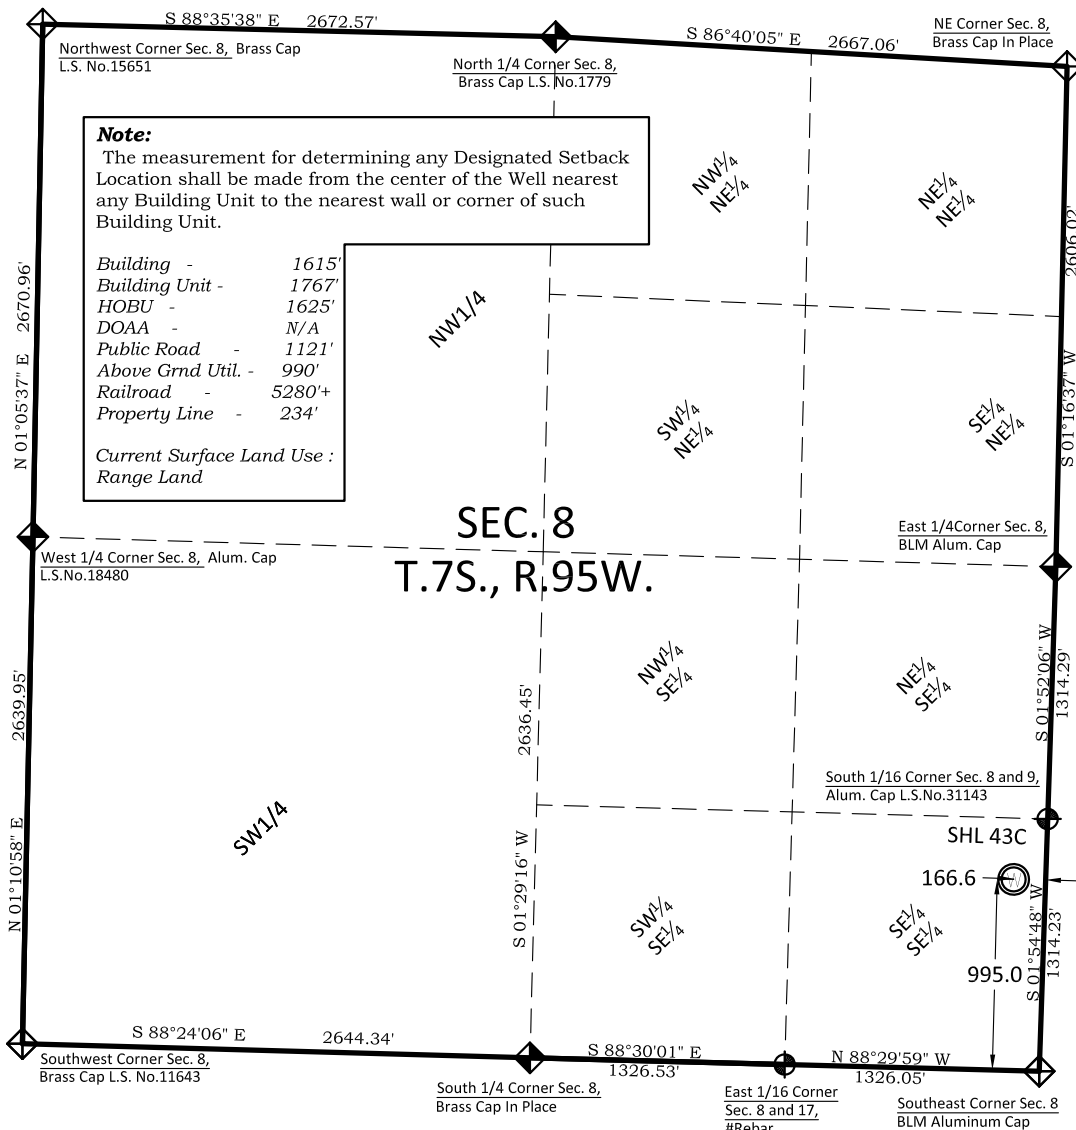 S 88°35'38" E 2672.57'
S 86°40'05" E 2667.06'
NE Corner Sec. 8,
Brass Cap In Place
Northwest Corner Sec. 8, Brass Cap
L.S. No.15651
North 1/4 Corner Sec. 8,
Brass Cap L.S. No.1779
Note:
The measurement for determining any Designated Setback
Location shall be made from the center of the Well nearest
any Building Unit to the nearest wall or corner of such
Building Unit.
Building - 1615'
Building Unit - 1767'
HOBU - 1625'
DOAA - N/A
Public Road - 1121'
Above Grnd Util. - 990'
Railroad - 5280'+
Property Line - 234'
Current Surface Land Use :
Range Land
NW1/4
NW1/4
NE1/4
NE1/4
NE1/4
N 01°05'37" E 2670.96'
2606.02'
S 01°16'37" W
SW1/4
NE1/4
SE1/4
NE1/4
SEC. 8
T.7S., R.95W.
East 1/4Corner Sec. 8,
BLM Alum. Cap
West 1/4 Corner Sec. 8, Alum. Cap
L.S.No.18480
NW1/4
SE1/4
NE1/4
SE1/4
S 01°52'06" W
1314.29'
N 01°10'58" E 2639.95'
S 01°29'16" W 2636.45'
South 1/16 Corner Sec. 8 and 9,
Alum. Cap L.S.No.31143
SW1/4
SHL 43C
166.6
W
SW1/4
SE1/4
SE1/4
SE1/4
995.0
S 01°54'48" W
1314.23'
S 88°24'06" E 2644.34'
S 88°30'01" E
1326.53'
N 88°29'59" W
1326.05'
Southwest Corner Sec. 8,
Brass Cap L.S. No.11643
South 1/4 Corner Sec. 8,
Brass Cap In Place
East 1/16 Corner
Sec. 8 and 17,
#Rebar
Southeast Corner Sec. 8
BLM Aluminum Cap